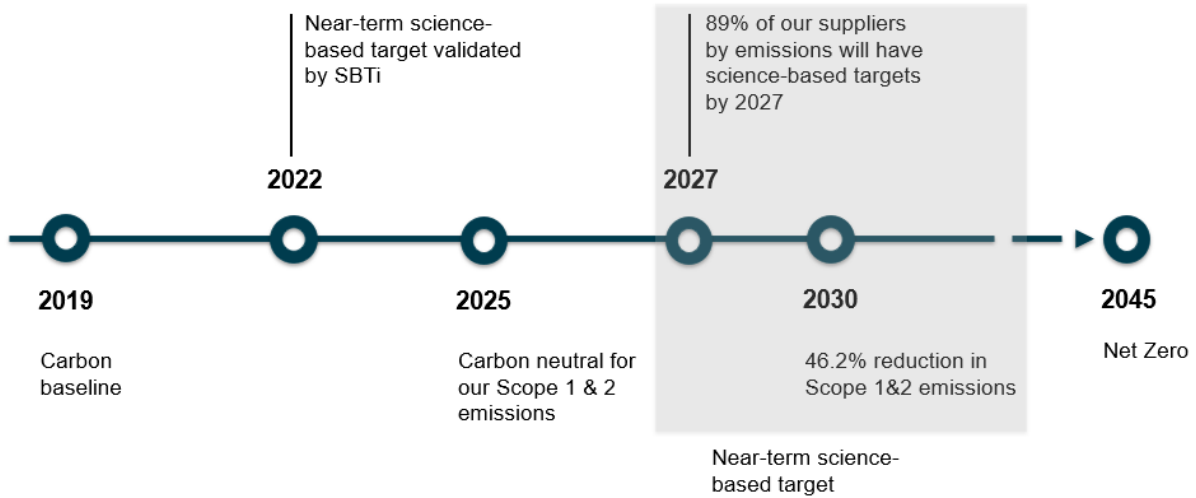 Near-term science-
based target validated
by SBTi
89% of our suppliers
by emissions will have
science-based targets
by 2027
2022
2027
2019
2025
2030
2045
Carbon
baseline
Carbon neutral for
our Scope 1 & 2
emissions
46.2% reduction in
Scope 1&2 emissions
Net Zero
Near-term science-
based target